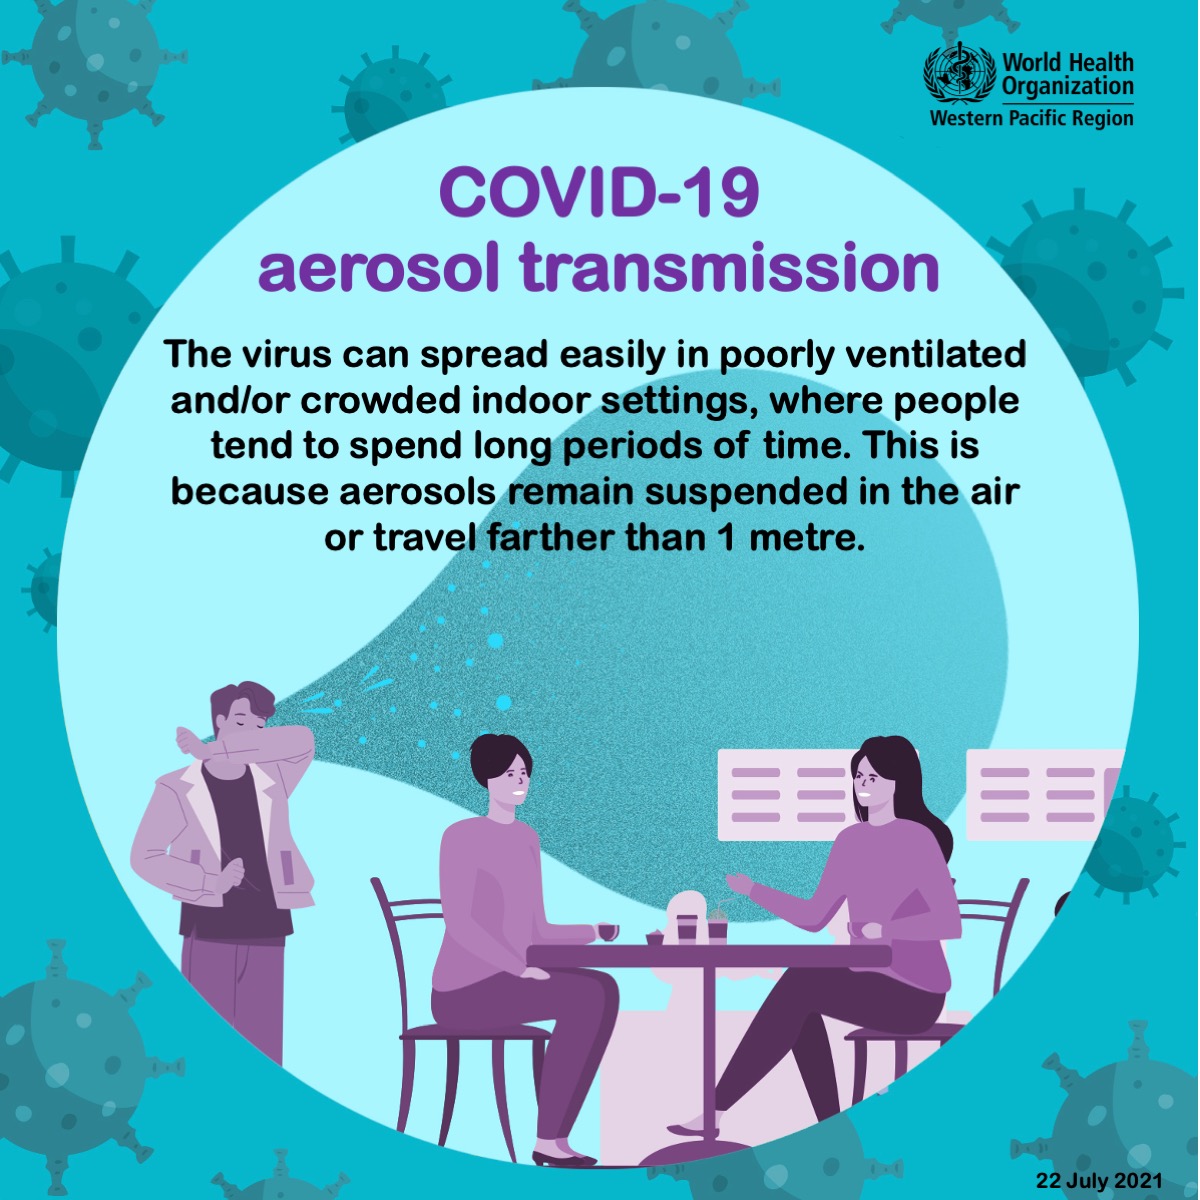 World Health
Organization
Western Pacific Region
COVID-19
aerosol transmission
The virus can spread easily in poorly ventilated
and/or crowded indoor settings, where people
tend to spend long periods of time. This is
because aerosols remain suspended in the air
or travel farther than 1 metre.
22 July 2021